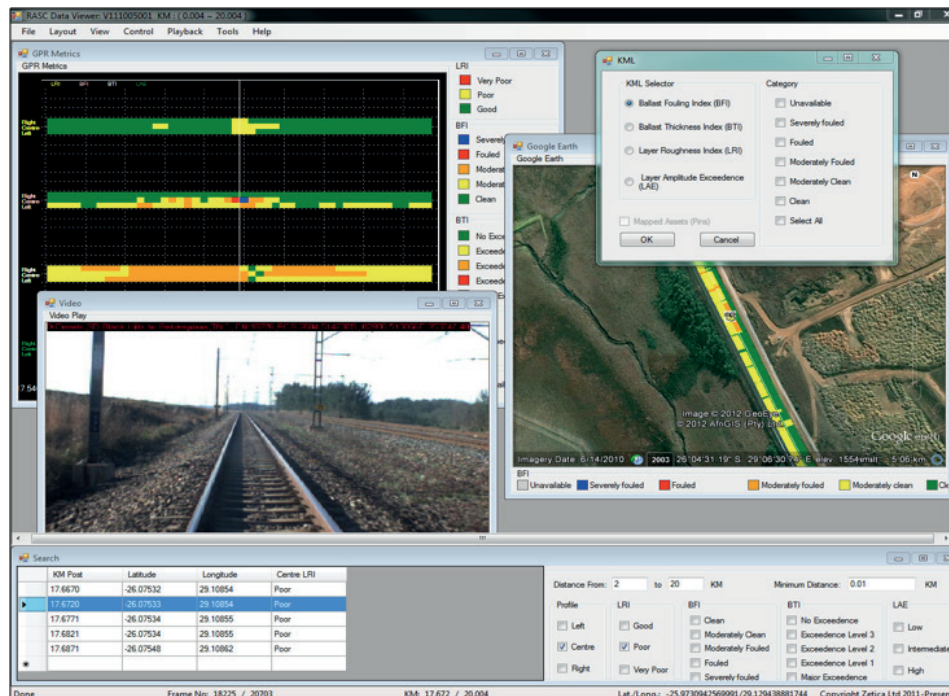 RASC Data Viewer: V111005001 KM : ( 0.004 – 20.004 )
File Layout View Control Playback Tools Help
GPR Metrics
GPR Metrics
LRI BFI BTI LAE
Right
Centre
Left
Right
Centre
Left
Right
Centre
Left
LRI
Very Poor
Poor
Good
BFI
Severely
Fouled
Moderat
Moderat
Clean
BTI
No Exce
Exceede
Exceede
Exceede
KML
KML Selector
Ballast Fouling Index (BFI)
Ballast Thickness Index (BTI)
Layer Roughness Index (LRI)
Layer Amplitude Exceedence
(LAE)
Mapped Assets (Pins)
OK Cancel
Category
Unavailable
Severely fouled
Fouled
Moderately Fouled
Moderately Clean
Clean
Select All
Google Earth
Google Earth
N
Image © 2012 GeoEye
© 2012 AfriGIS (Pty) Ltd.
Google earth
Imagery Date: 6/14/2010 2003 26°04'31.19" S 29°06'30.74" E elev 1554 5.06 km
BFI
Unavailable Severely fouled Fouled Moderately fouled Moderately clean Cle
Video
Video Play
Search
KM Post Latitude Longitude Centre LRI
17.6670 -26.07532 29.10854 Poor
17.6720 -26.07533 29.10854 Poor
17.6771 -26.07534 29.10855 Poor
17.6821 -26.07534 29.10855 Poor
17.6871 -26.07548 29.10862 Poor
Distance From: 2 to 20 KM Minimum Distance: 0.01 KM
Profile
Left
Centre
Right
LRI
Good
Poor
Very Poor
BFI
Clean
Moderately Clean
Moderately Fouled
Fouled
Severely fouled
BTI
No Exceedence
Exceedence Level 3
Exceedence Level 2
Exceedence Level 1
Major Exceedence
LAE
Low
Intermediate
High
Done Frame No: 18225 / 20703 KM: 17.672 / 20.004 Lat./Long.: -25.9730942569991/29.129438881744 Copyright Zetica Ltd 2011-Presen